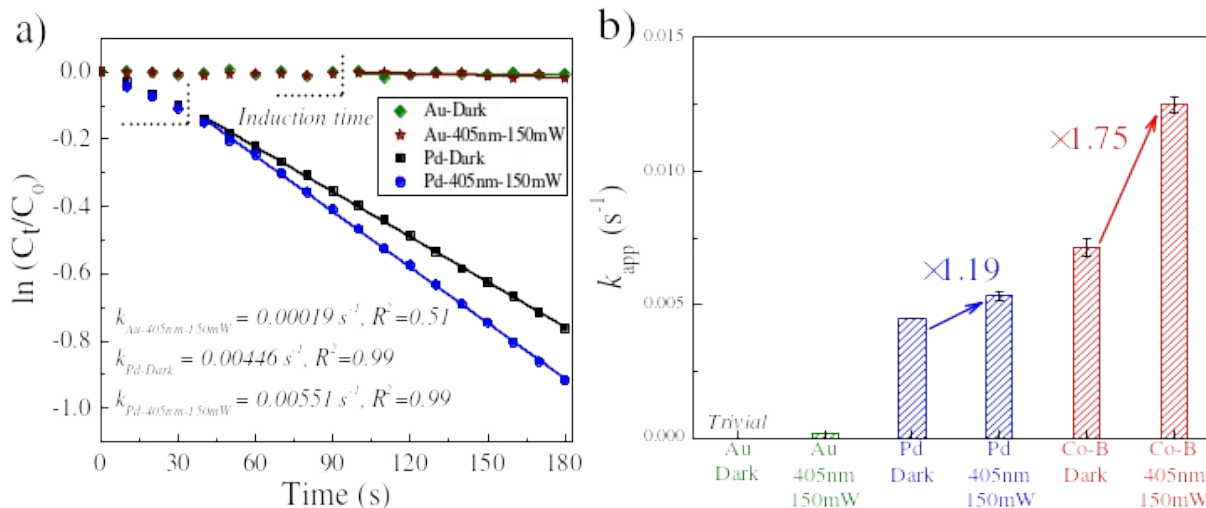 a)
0.0
-0.2
-0.4
-0.6
-0.8
-1.0
ln (Ct/C0)
Induction time
Au-Dark
Au-405nm-150mW
Pd-Dark
Pd-405nm-150mW
k Au-405nm-150mW = 0.00019 s⁻¹, R²=0.51
k Pd-Dark = 0.00446 s⁻¹, R²=0.99
k Pd-405nm-150mW = 0.00551 s⁻¹, R²=0.99
0 30 60 90 120 150 180
Time (s)
b)
0.015
0.010
0.005
0.000
k app (s⁻¹)
×1.75
×1.19
Trivial
Au Dark
Au 405nm 150mW
Pd Dark
Pd 405nm 150mW
Co-B Dark
Co-B 405nm 150mW